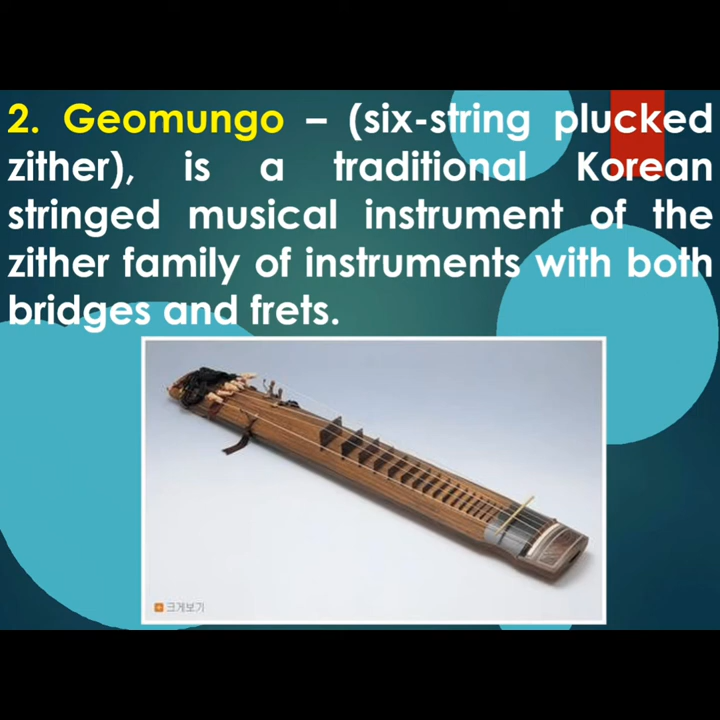 2. Geomungo – (six-string plucked
zither), is a traditional Korean
stringed musical instrument of the
zither family of instruments with both
bridges and frets.
크게보기